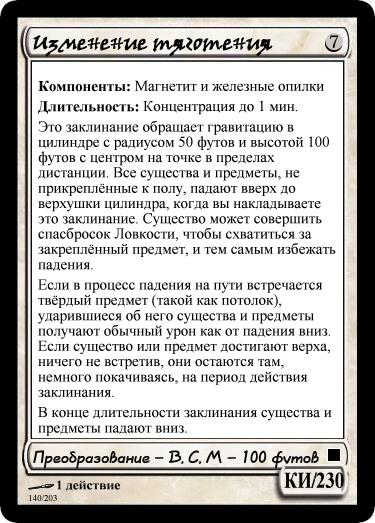 Изменение тяготения 7
Компоненты: Магнетит и железные опилки
Длительность: Концентрация до 1 мин.
Это заклинание обращает гравитацию в
цилиндре с радиусом 50 футов и высотой 100
футов с центром на точке в пределах
дистанции. Все существа и предметы, не
прикреплённые к полу, падают вверх до
верхушки цилиндра, когда вы накладываете
это заклинание. Существо может совершить
спасбросок Ловкости, чтобы схватиться за
закреплённый предмет, и тем самым избежать
падения.
Если в процесс падения на пути встречается
твёрдый предмет (такой как потолок),
ударившиеся об него существа и предметы
получают обычный урон как от падения вниз.
Если существо или предмет достигают верха,
ничего не встретив, они остаются там,
немного покачиваясь, на период действия
заклинания.
В конце длительности заклинания существа и
предметы падают вниз.
Преобразование – В, С, М – 100 футов
КИ/230
1 действие
140/203